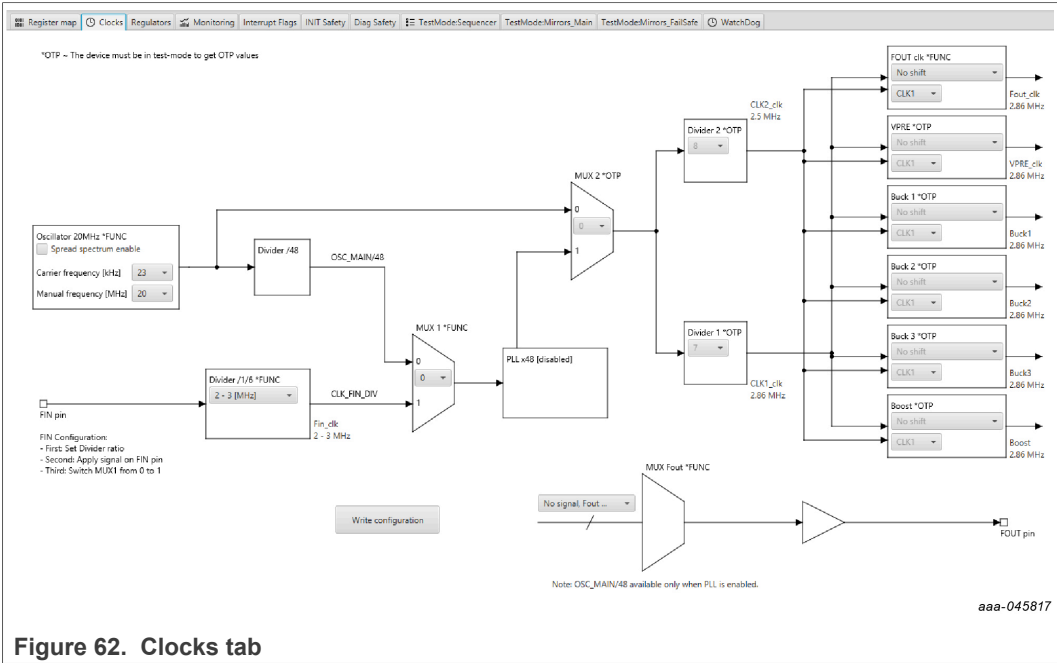 Register map Clocks Regulators Monitoring Interrupt Flags INIT Safety Diag Safety TestMode:Sequencer TestMode:Mirrors_Main TestMode:Mirrors_FailSafe WatchDog
*OTP ~ The device must be in test-mode to get OTP values
Oscillator 20MHz *FUNC
Spread spectrum enable
Carrier frequency [kHz] 23
Manual frequency [MHz] 20
Divider /48
OSC_MAIN/48
FIN pin
FIN Configuration:
- First: Set Divider ratio
- Second: Apply signal on FIN pin
- Third: Switch MUX1 from 0 to 1
Divider /1/6 *FUNC
2 - 3 [MHz]
CLK_FIN_DIV
Fin_clk
2 - 3 MHz
MUX 1 *FUNC
0
0
1
PLL x48 [disabled]
MUX 2 *OTP
0
0
1
Divider 2 *OTP
8
CLK2_clk
2.5 MHz
Divider 1 *OTP
7
CLK1_clk
2.86 MHz
FOUT clk *FUNC
No shift
CLK1
Fout_clk
2.86 MHz
VPRE *OTP
No shift
CLK1
VPRE_clk
2.86 MHz
Buck 1 *OTP
No shift
CLK1
Buck1
2.86 MHz
Buck 2 *OTP
No shift
CLK1
Buck2
2.86 MHz
Buck 3 *OTP
No shift
CLK1
Buck3
2.86 MHz
Boost *OTP
No shift
CLK1
Boost
2.86 MHz
Write configuration
MUX Fout *FUNC
No signal, Fout ...
FOUT pin
Note: OSC_MAIN/48 available only when PLL is enabled.
aaa-045817
Figure 62. Clocks tab